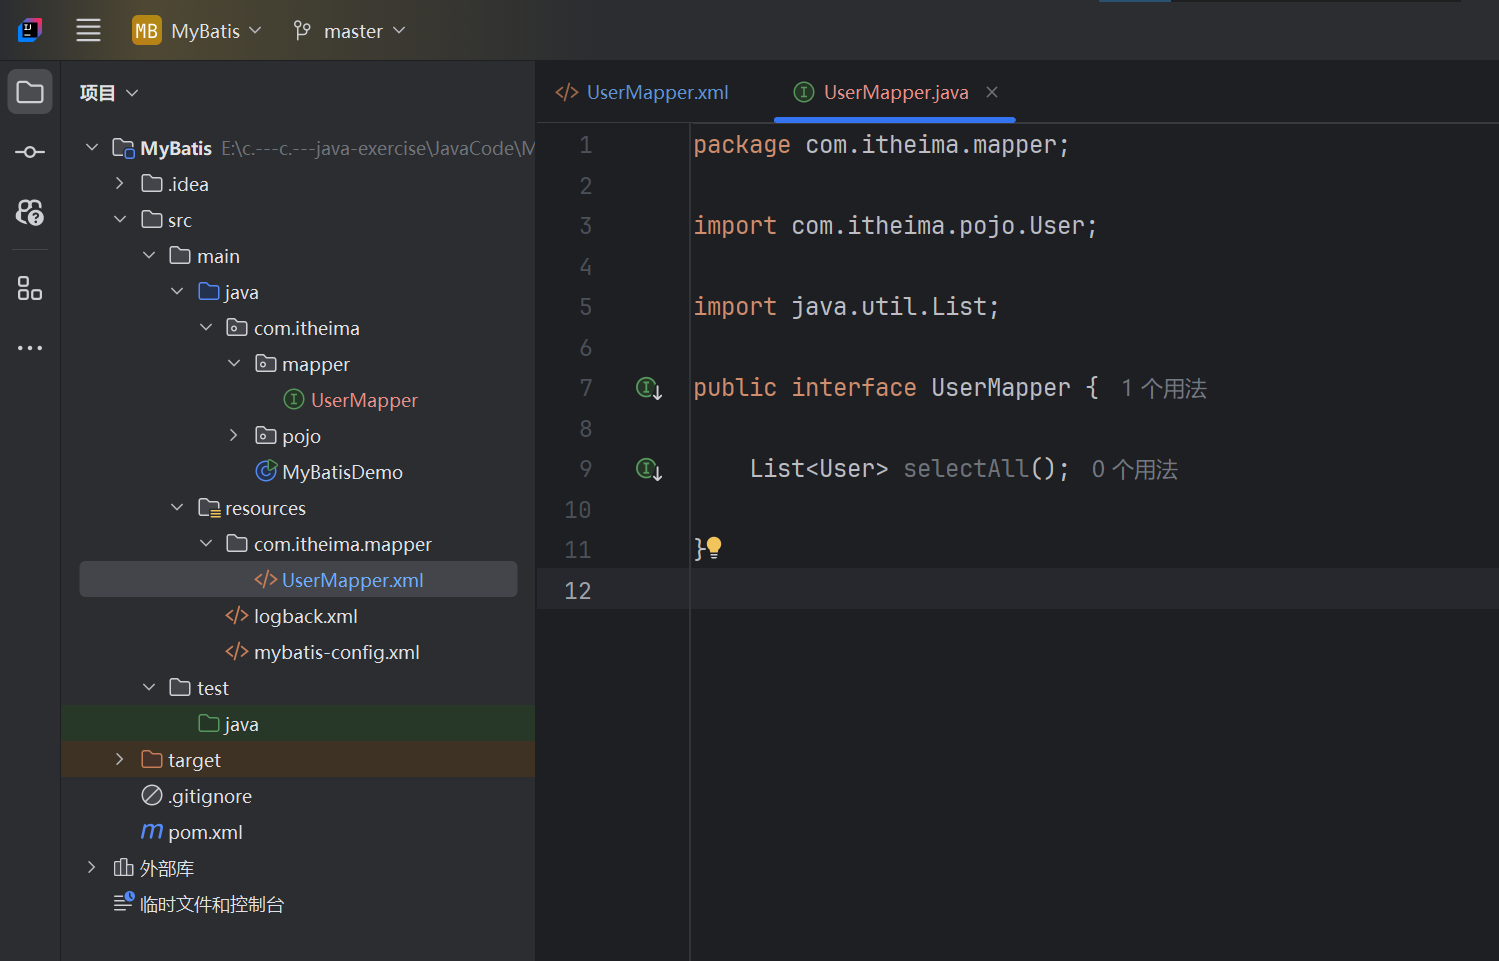 MB MyBatis master
项目
MyBatis E:\c.---c.---java-exercise\JavaCode\M
.idea
src
main
java
com.itheima
mapper
UserMapper
pojo
MyBatisDemo
resources
com.itheima.mapper
UserMapper.xml
logback.xml
mybatis-config.xml
test
java
target
.gitignore
pom.xml
外部库
临时文件和控制台
UserMapper.xml UserMapper.java
1 package com.itheima.mapper;
2
3 import com.itheima.pojo.User;
4
5 import java.util.List;
6
7 public interface UserMapper { 1 个用法
8
9 List<User> selectAll(); 0 个用法
10
11 }
12